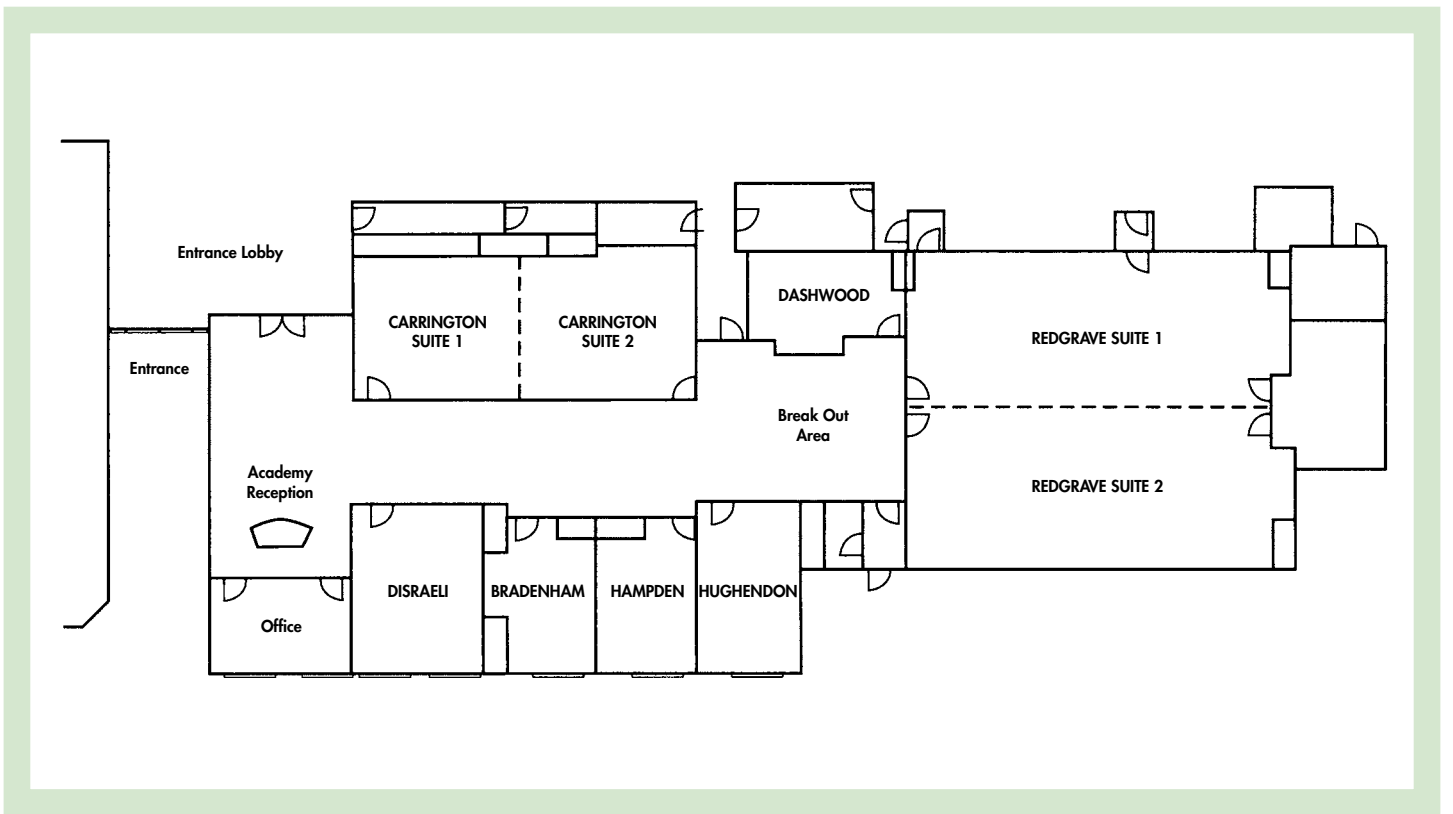 Entrance Lobby
Entrance
CARRINGTON
SUITE 1
CARRINGTON
SUITE 2
DASHWOOD
REDGRAVE SUITE 1
Break Out
Area
Academy
Reception
REDGRAVE SUITE 2
Office
DISRAELI
BRADENHAM
HAMPDEN
HUGHENDON